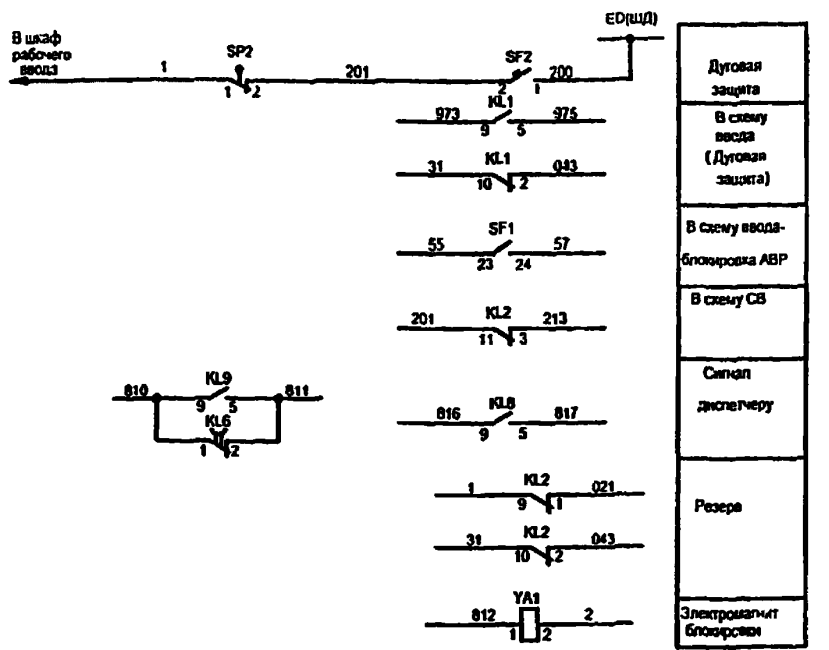 ED(ШД)
В шкаф
рабочего
ввода
1
SP2
1 2
201
SF2
2 1
200
Дуговая
защита
973
KL1
9 5
975
В схему
ввода
(Дуговая
защита)
31
KL1
10 2
043
55
SF1
23 24
57
В схему ввода-
блокировка АВР
201
KL2
11 3
213
В схему СВ
810
KL9
9 5
811
KL6
1 2
816
KL8
9 5
817
Сигнал
диспетчеру
1
KL2
9 1
021
31
KL2
10 2
043
Резерв
812
YA1
1 2
2
Электромагнит
блокировки